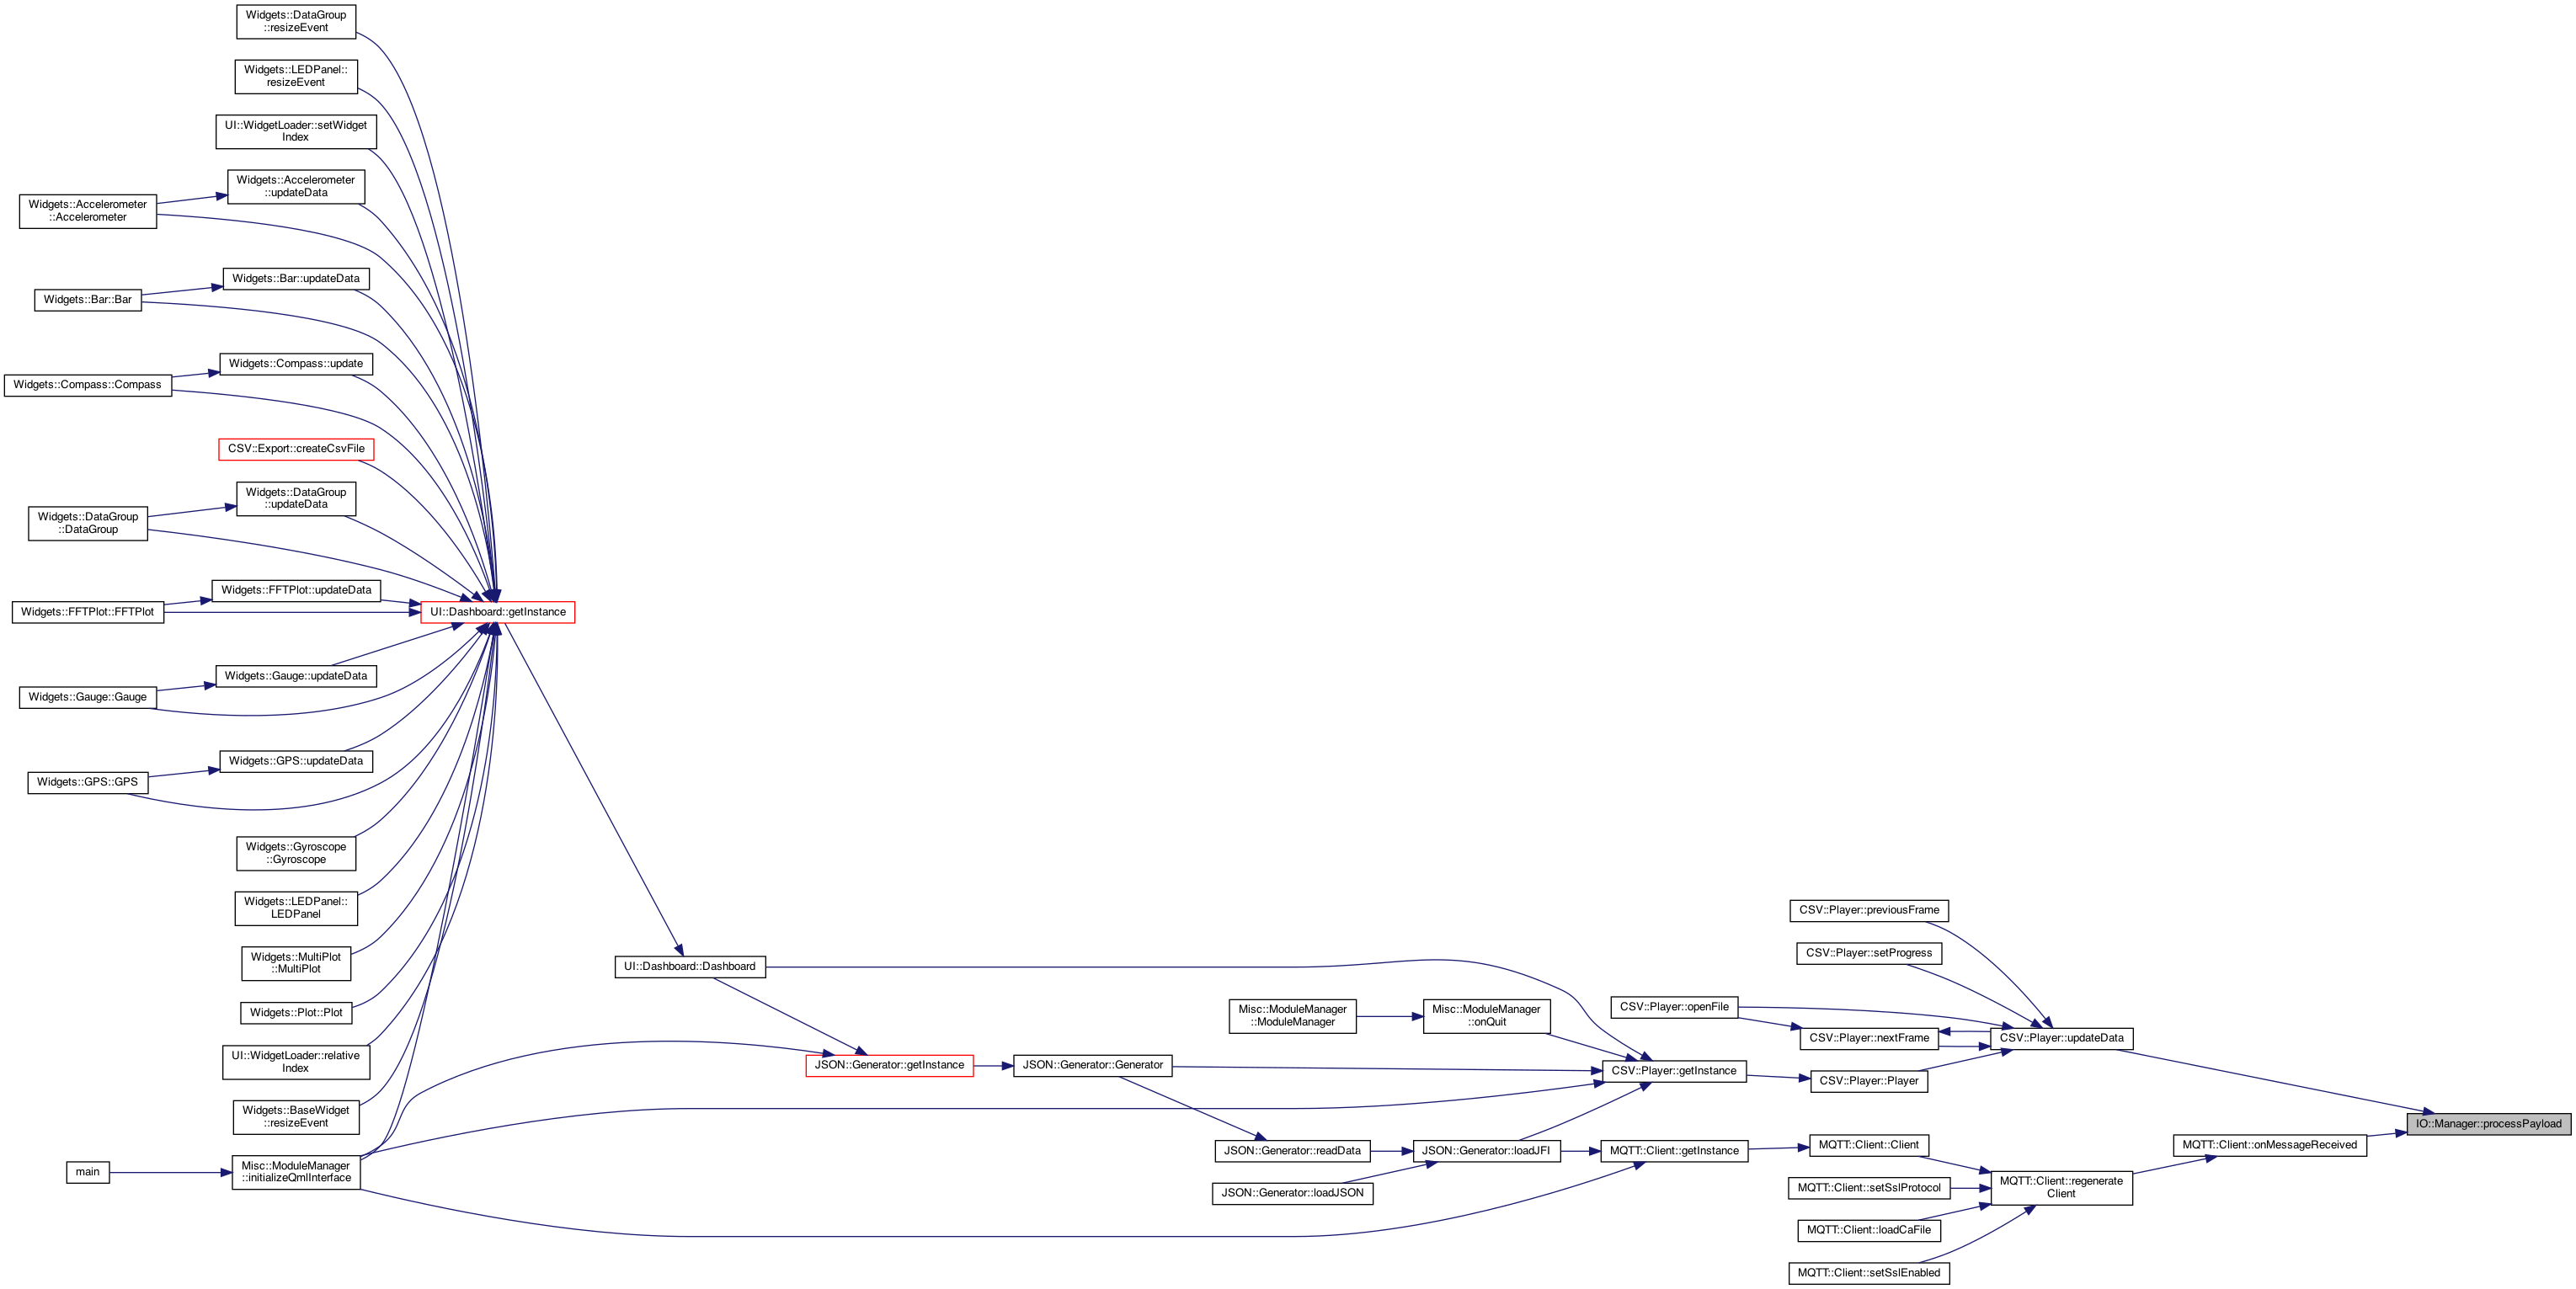 Widgets::DataGroup
::resizeEvent
Widgets::LEDPanel::
resizeEvent
UI::WidgetLoader::setWidget
Index
Widgets::Accelerometer
::updateData
Widgets::Accelerometer
::Accelerometer
Widgets::Bar::updateData
Widgets::Bar::Bar
Widgets::Compass::update
Widgets::Compass::Compass
CSV::Export::createCsvFile
Widgets::DataGroup
::updateData
Widgets::DataGroup
::DataGroup
Widgets::FFTPlot::updateData
Widgets::FFTPlot::FFTPlot
UI::Dashboard::getInstance
Widgets::Gauge::updateData
Widgets::Gauge::Gauge
Widgets::GPS::updateData
Widgets::GPS::GPS
Widgets::Gyroscope
::Gyroscope
Widgets::LEDPanel::
LEDPanel
Widgets::MultiPlot
::MultiPlot
Widgets::Plot::Plot
UI::WidgetLoader::relative
Index
Widgets::BaseWidget
::resizeEvent
main
Misc::ModuleManager
::initializeQmlInterface
UI::Dashboard::Dashboard
JSON::Generator::getInstance
JSON::Generator::Generator
Misc::ModuleManager
::ModuleManager
Misc::ModuleManager
::onQuit
JSON::Generator::readData
JSON::Generator::loadJSON
JSON::Generator::loadJFI
CSV::Player::getInstance
MQTT::Client::getInstance
CSV::Player::openFile
CSV::Player::previousFrame
CSV::Player::setProgress
CSV::Player::nextFrame
CSV::Player::Player
CSV::Player::updateData
MQTT::Client::Client
MQTT::Client::setSslProtocol
MQTT::Client::loadCaFile
MQTT::Client::setSslEnabled
MQTT::Client::regenerate
Client
MQTT::Client::onMessageReceived
IO::Manager::processPayload